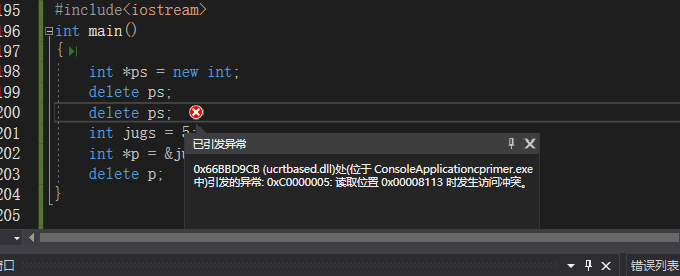 195 #include<iostream>
196 int main()
197 {
198 int *ps = new int;
199 delete ps;
200 delete ps;
201 int jugs = 5;
202 int *p = &ju
203 delete p;
204 }
205
已引发异常
0x66BBD9CB (ucrtbased.dll)处(位于 ConsoleApplicationcprimer.exe
中)引发的异常: 0xC0000005: 读取位置 0x00008113 时发生访问冲突。
窗口 错误列表